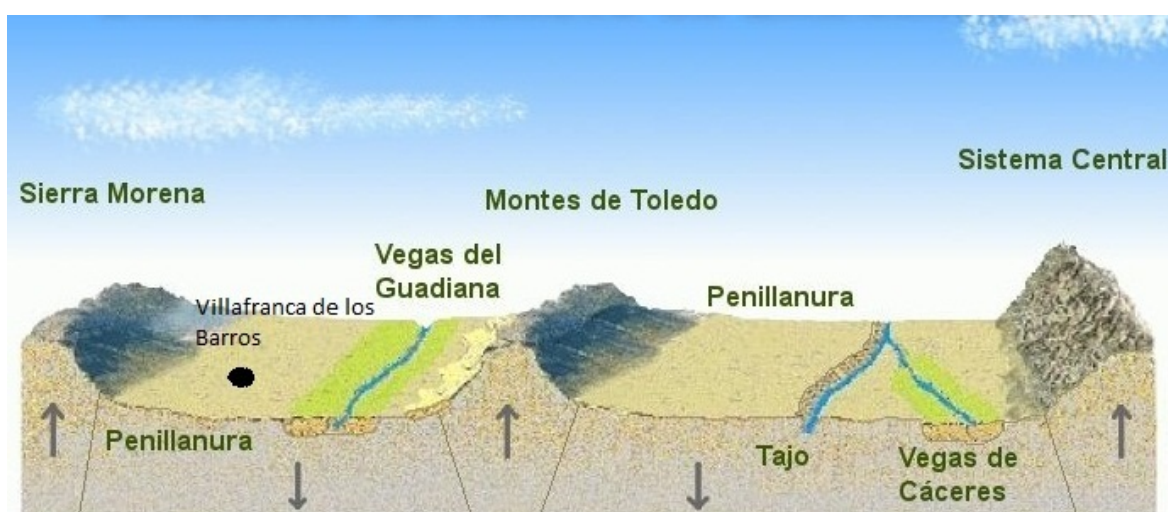 Sistema Central
Sierra Morena
Montes de Toledo
Vegas del
Guadiana
Penillanura
Villafranca de los
Barros
Penillanura
Tajo
Vegas de
Cáceres